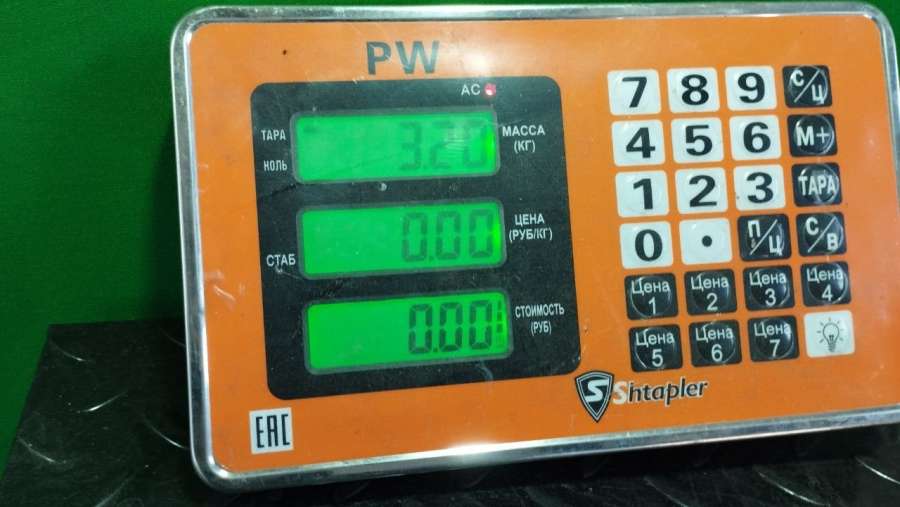 PW
AC
ТАРА
НОЛЬ
3.20
МАССА
(КГ)
0.00
ЦЕНА
(РУБ/КГ)
СТАБ
0.00
СТОИМОСТЬ
(РУБ)
7 8 9 С/Ц
4 5 6 М+
1 2 3 ТАРА
0 . П/Ц С/В
Цена 1 Цена 2 Цена 3 Цена 4
Цена 5 Цена 6 Цена 7
S Shtapler
EAC